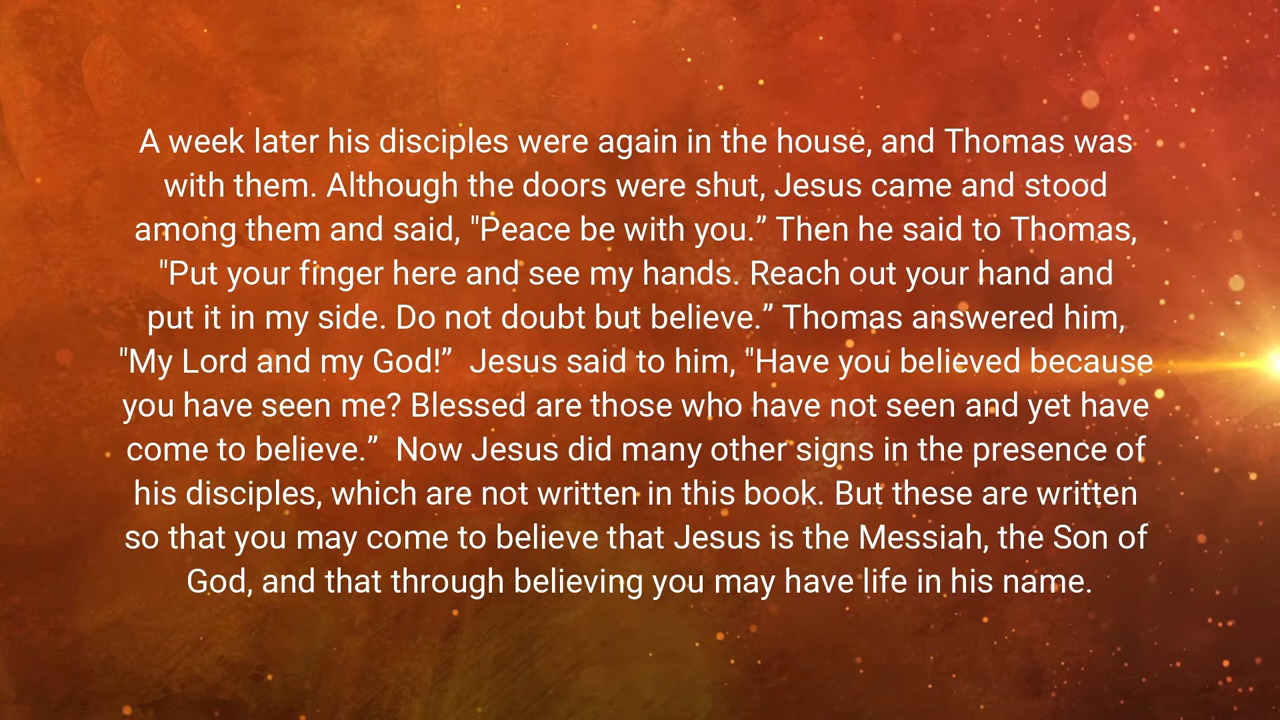 A week later his disciples were again in the house, and Thomas was
with them. Although the doors were shut, Jesus came and stood
among them and said, "Peace be with you.” Then he said to Thomas,
"Put your finger here and see my hands. Reach out your hand and
put it in my side. Do not doubt but believe.” Thomas answered him,
"My Lord and my God!”  Jesus said to him, "Have you believed because
you have seen me? Blessed are those who have not seen and yet have
come to believe.”  Now Jesus did many other signs in the presence of
his disciples, which are not written in this book. But these are written
so that you may come to believe that Jesus is the Messiah, the Son of
God, and that through believing you may have life in his name.